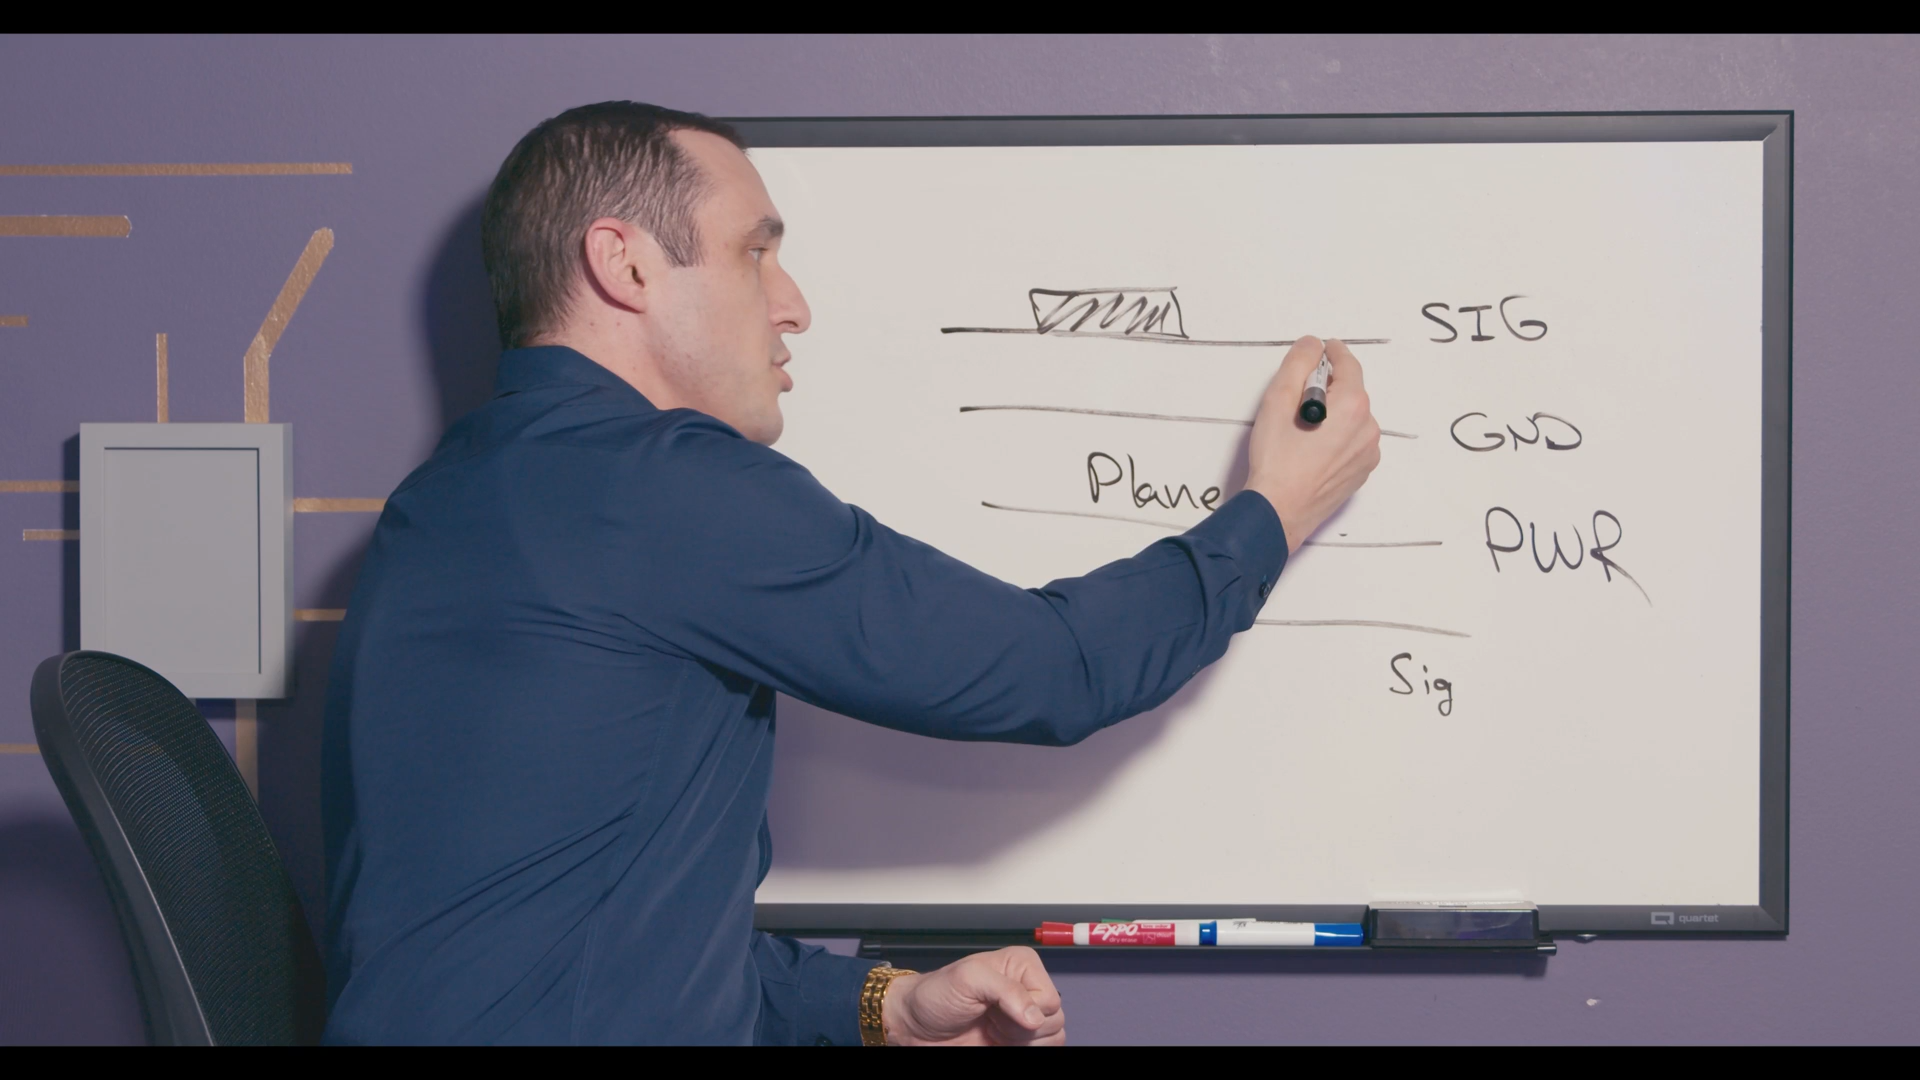 SIG
GND
Plane
PWR
Sig
EXPO
quartet